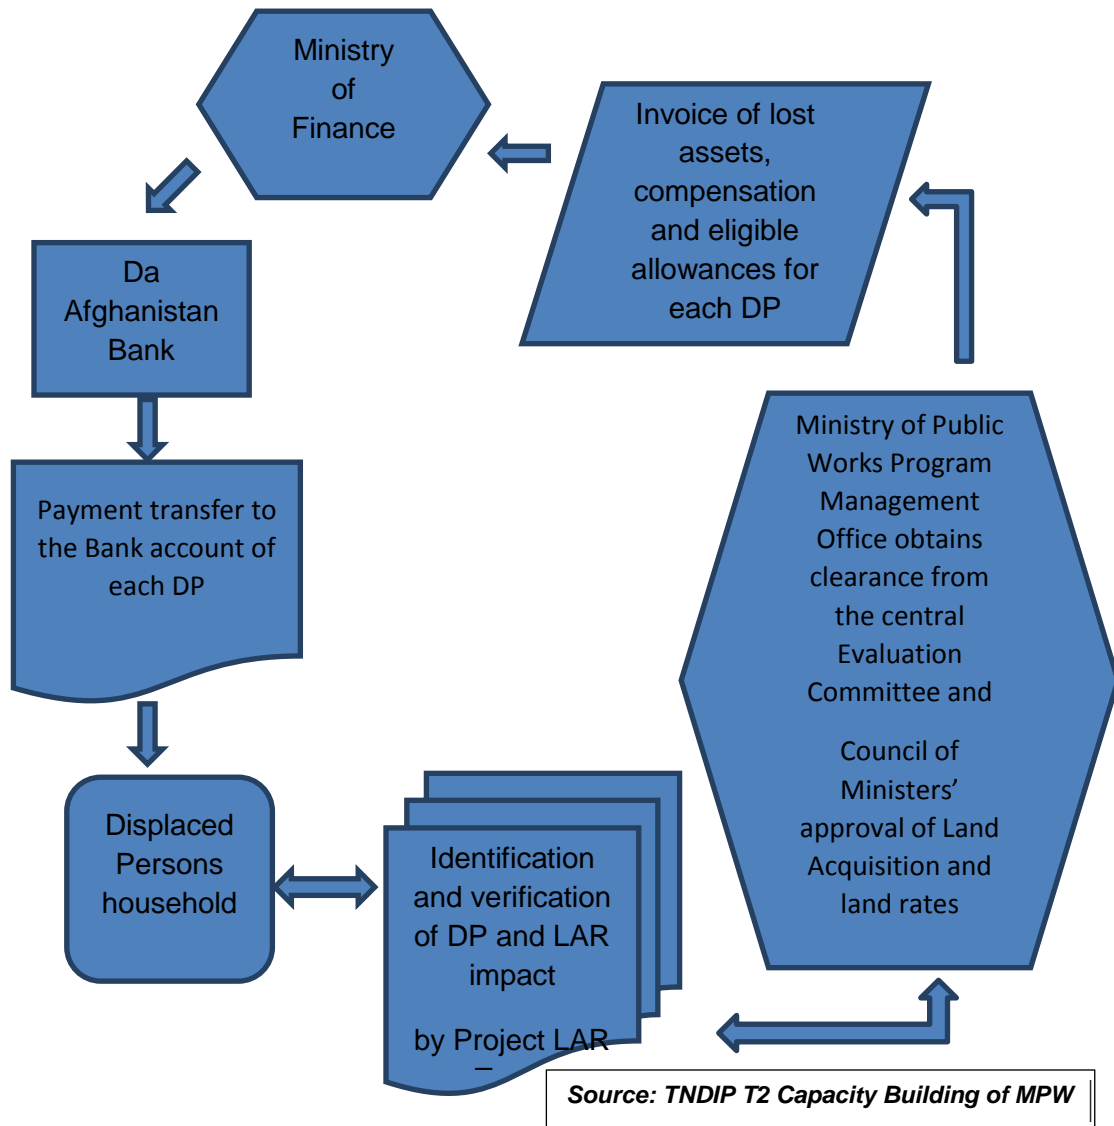 Ministry
of
Finance
Invoice of lost
assets,
compensation
and eligible
allowances for
each DP
Da
Afghanistan
Bank
Ministry of Public
Works Program
Management
Office obtains
clearance from
the central
Evaluation
Committee and
Council of
Ministers’
approval of Land
Acquisition and
land rates
Payment transfer to
the Bank account of
each DP
Displaced
Persons
household
Identification
and verification
of DP and LAR
impact
by Project LAR
Source: TNDIP T2 Capacity Building of MPW